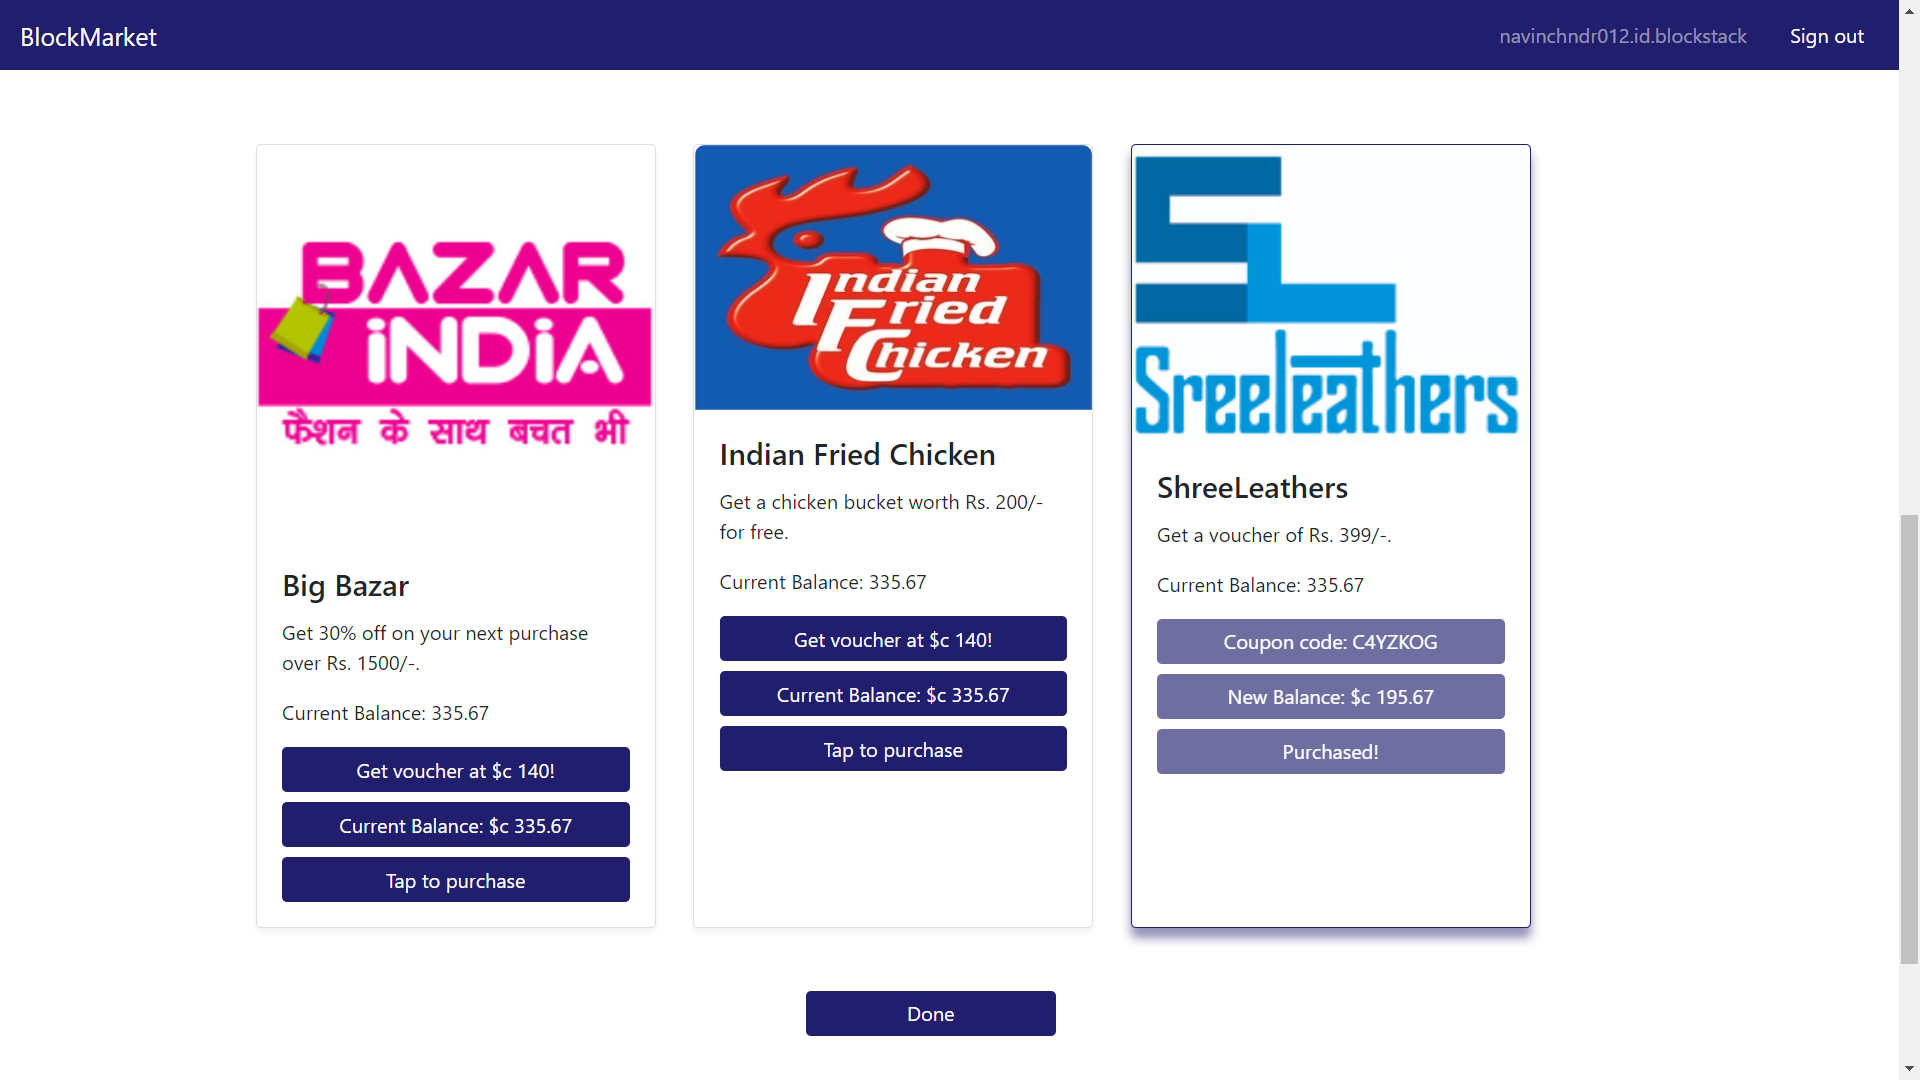 BlockMarket
navinchndr012.id.blockstack
Sign out
BAZAR
iNDiA
फैशन के साथ बचत भी
Big Bazar
Get 30% off on your next purchase
over Rs. 1500/-.
Current Balance: 335.67
Get voucher at $c 140!
Current Balance: $c 335.67
Tap to purchase
Indian
Fried
Chicken
Indian Fried Chicken
Get a chicken bucket worth Rs. 200/-
for free.
Current Balance: 335.67
Get voucher at $c 140!
Current Balance: $c 335.67
Tap to purchase
SL
Sreeleathers
ShreeLeathers
Get a voucher of Rs. 399/-.
Current Balance: 335.67
Coupon code: C4YZKOG
New Balance: $c 195.67
Purchased!
Done